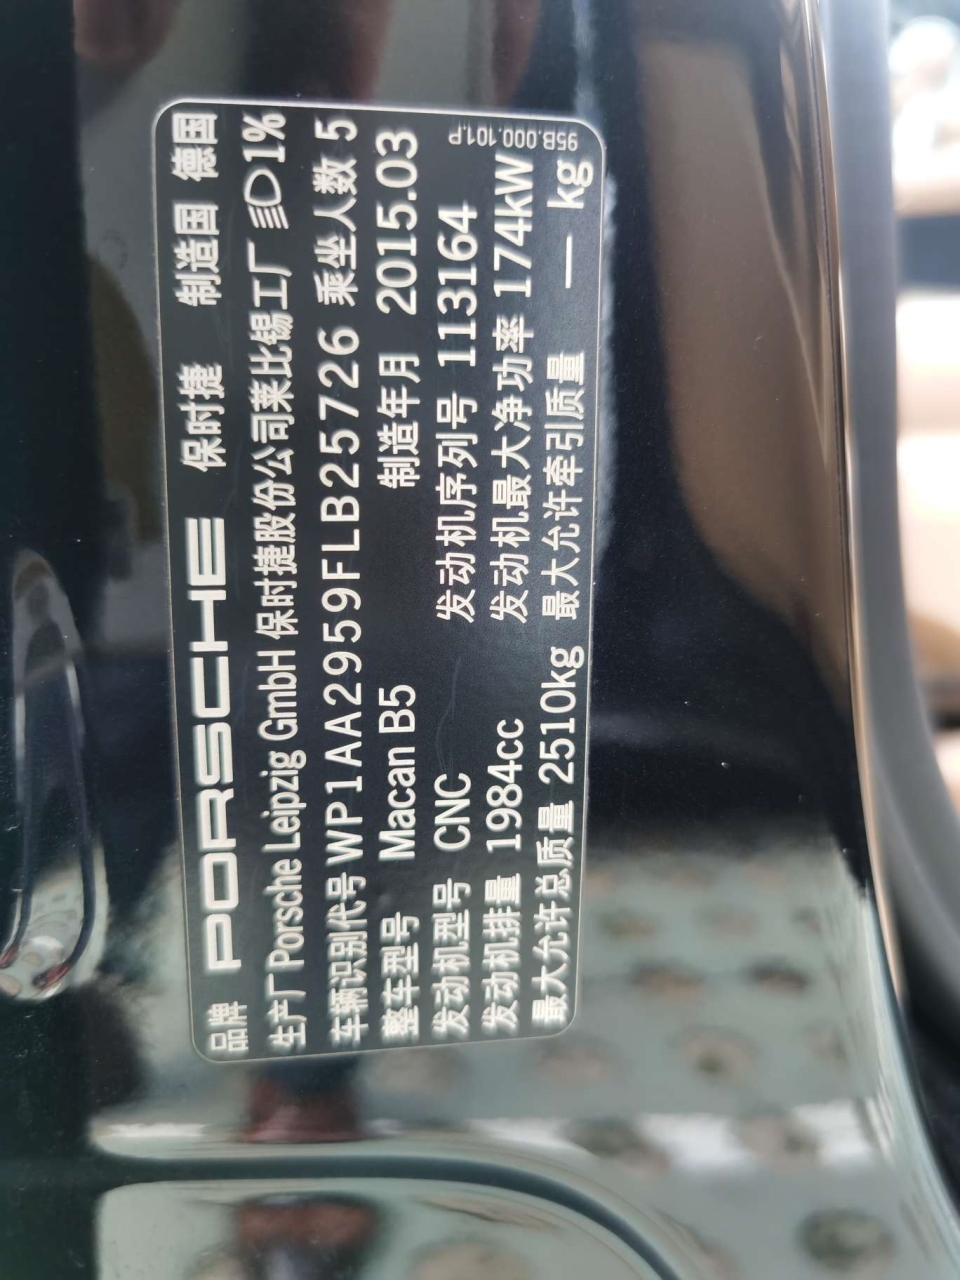 品牌 PORSCHE 保时捷 制造国 德国
生产厂 Porsche Leipzig GmbH 保时捷股份公司莱比锡工厂 1%
车辆识别代号 WP1AA2959FLB25726 乘坐人数 5
整车型号 Macan B5 制造年月 2015.03
发动机型号 CNC 发动机序列号 113164
发动机排量 1984cc 发动机最大净功率 174kW
最大允许总质量 2510kg 最大允许牵引质量 — kg
95B.000.101.P